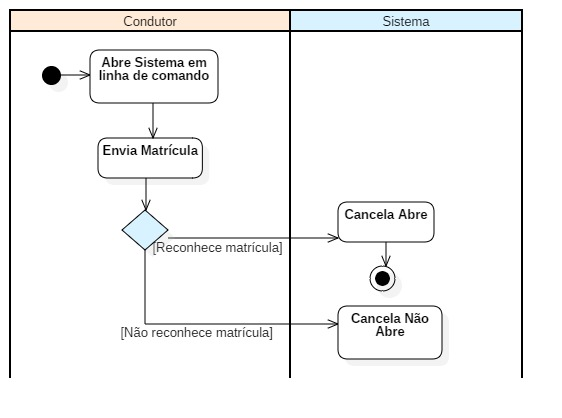 Condutor
Sistema
Abre Sistema em
linha de comando
Envia Matrícula
Cancela Abre
[Reconhece matrícula]
Cancela Não
Abre
[Não reconhece matrícula]